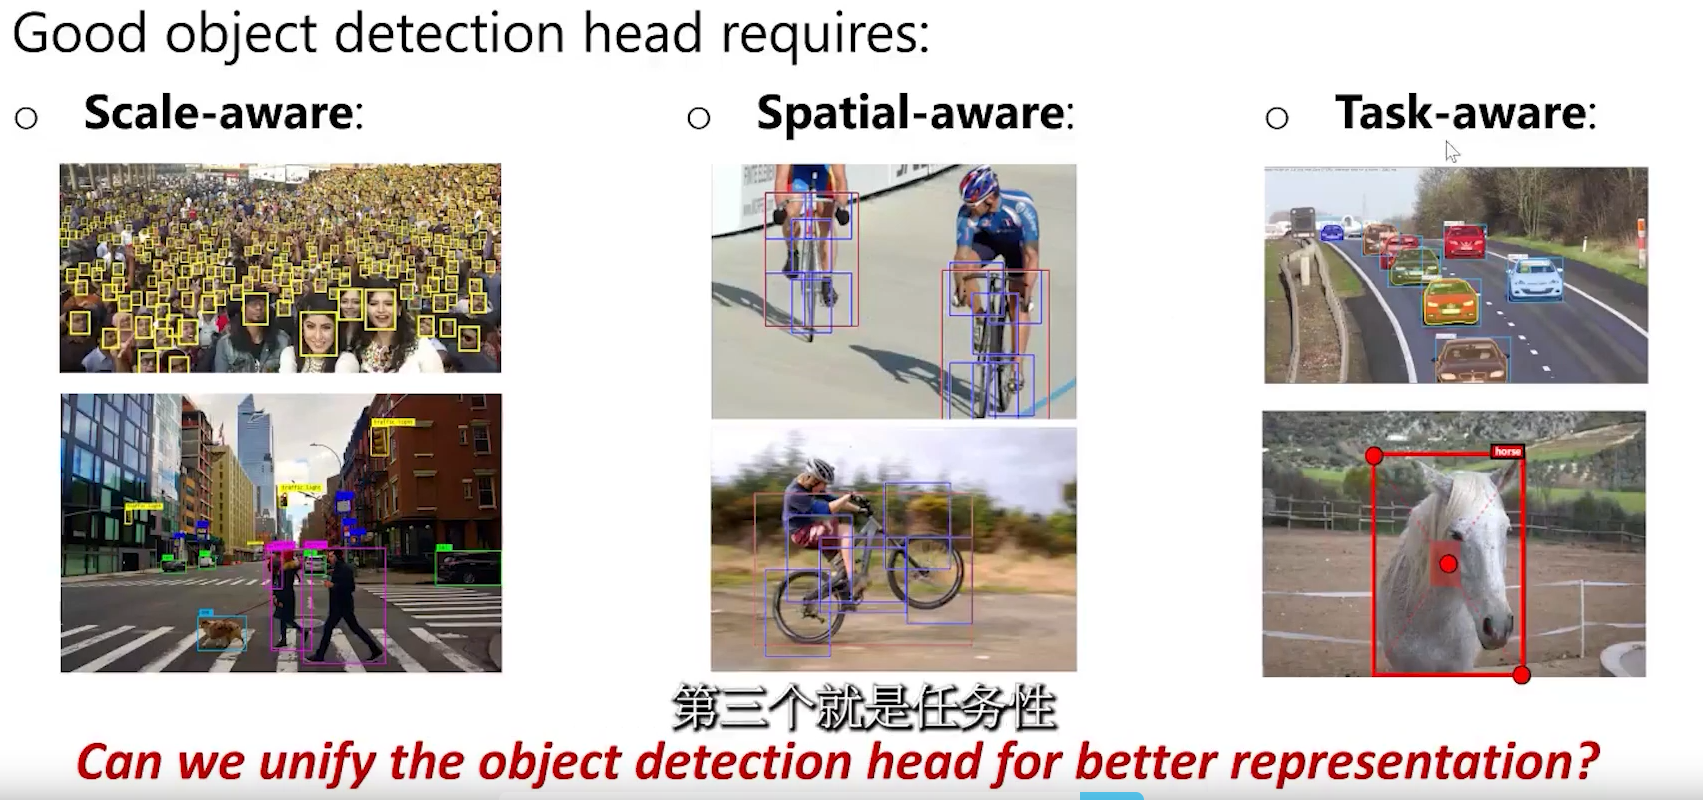 Good object detection head requires:
Scale-aware:
Spatial-aware:
Task-aware:
traffic light
traffic light
traffic light
horse
第三个就是任务性
Can we unify the object detection head for better representation?